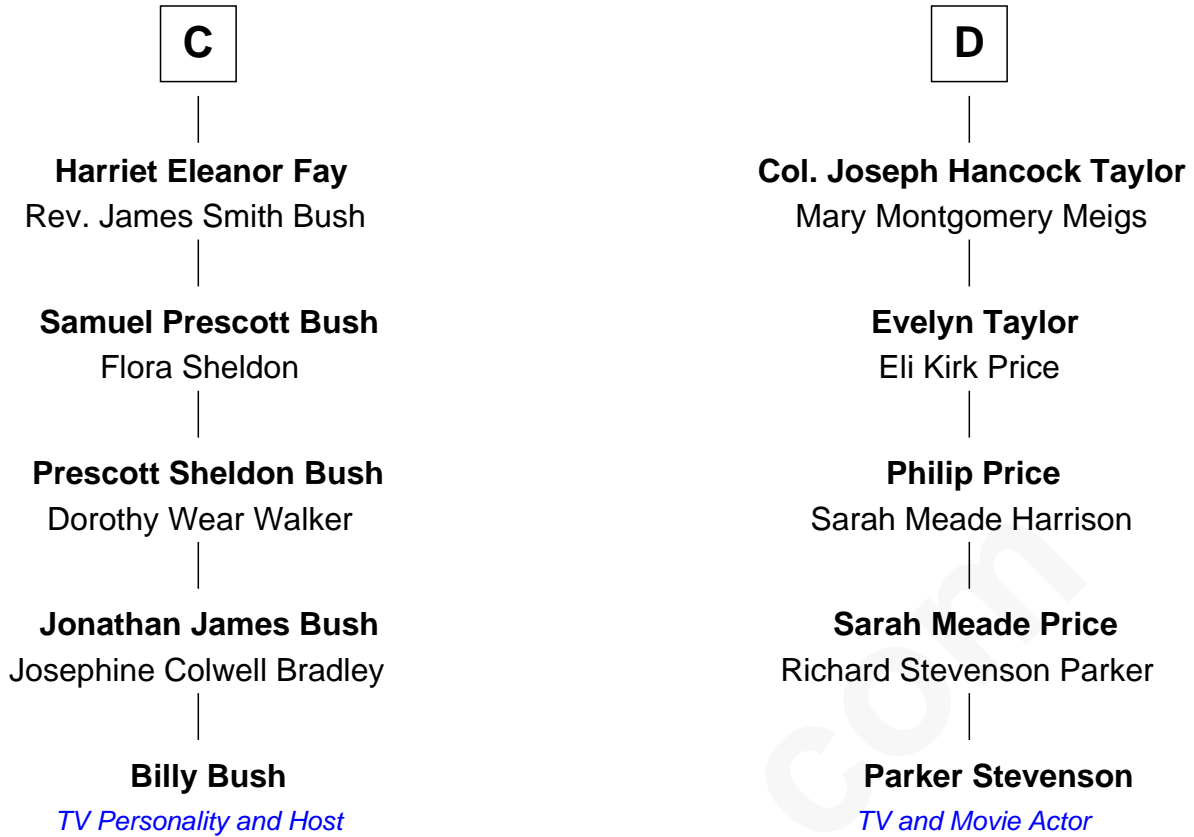 C
Harriet Eleanor Fay
Rev. James Smith Bush
Samuel Prescott Bush
Flora Sheldon
Prescott Sheldon Bush
Dorothy Wear Walker
Jonathan James Bush
Josephine Colwell Bradley
Billy Bush
TV Personality and Host
D
Col. Joseph Hancock Taylor
Mary Montgomery Meigs
Evelyn Taylor
Eli Kirk Price
Philip Price
Sarah Meade Harrison
Sarah Meade Price
Richard Stevenson Parker
Parker Stevenson
TV and Movie Actor
com